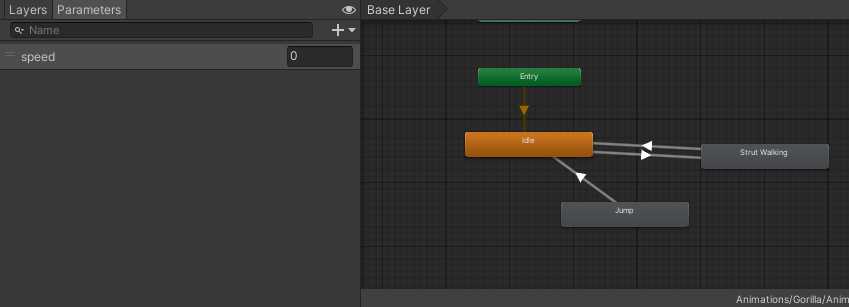 Layers Parameters
Base Layer
Name
speed 0
Entry
Idle
Strut Walking
Jump
Animations/Gorilla/Anim